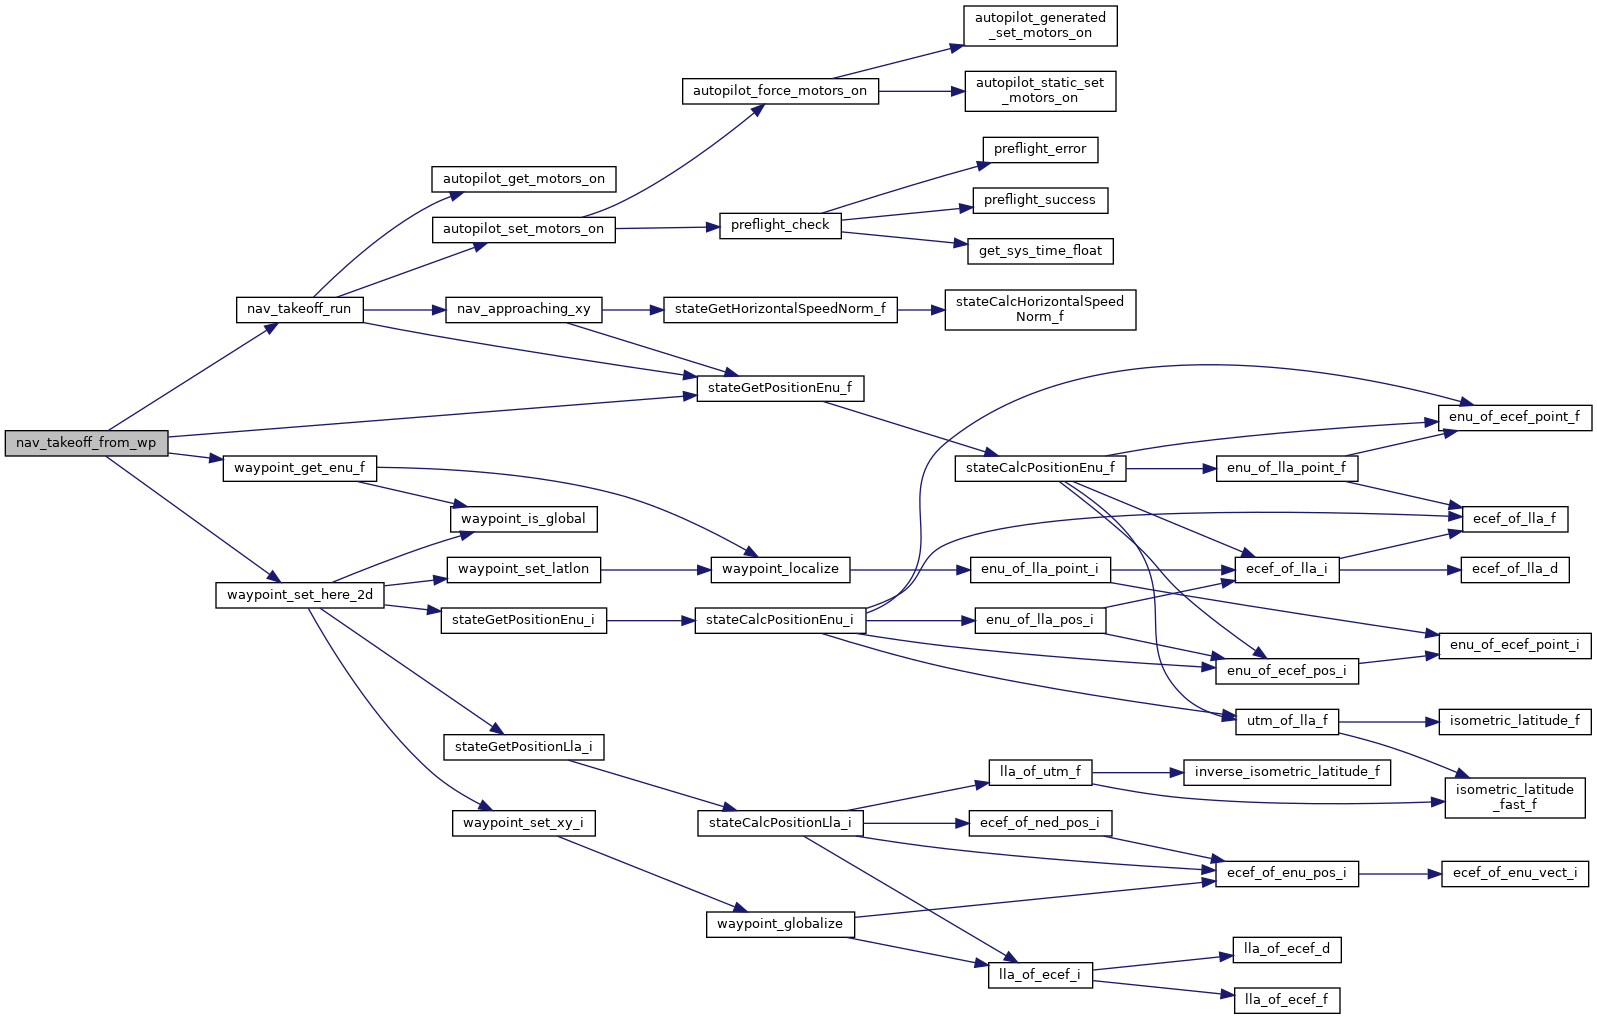 autopilot_generated
_set_motors_on
autopilot_static_set
_motors_on
autopilot_force_motors_on
preflight_error
autopilot_get_motors_on
preflight_success
autopilot_set_motors_on
preflight_check
get_sys_time_float
nav_takeoff_run
nav_approaching_xy
stateGetHorizontalSpeedNorm_f
stateCalcHorizontalSpeed
Norm_f
stateGetPositionEnu_f
enu_of_ecef_point_f
nav_takeoff_from_wp
waypoint_get_enu_f
stateCalcPositionEnu_f
enu_of_lla_point_f
waypoint_is_global
ecef_of_lla_f
waypoint_set_latlon
waypoint_localize
enu_of_lla_point_i
ecef_of_lla_i
ecef_of_lla_d
waypoint_set_here_2d
stateGetPositionEnu_i
stateCalcPositionEnu_i
enu_of_lla_pos_i
enu_of_ecef_point_i
enu_of_ecef_pos_i
utm_of_lla_f
isometric_latitude_f
stateGetPositionLla_i
lla_of_utm_f
inverse_isometric_latitude_f
isometric_latitude
_fast_f
waypoint_set_xy_i
stateCalcPositionLla_i
ecef_of_ned_pos_i
ecef_of_enu_pos_i
ecef_of_enu_vect_i
waypoint_globalize
lla_of_ecef_d
lla_of_ecef_i
lla_of_ecef_f